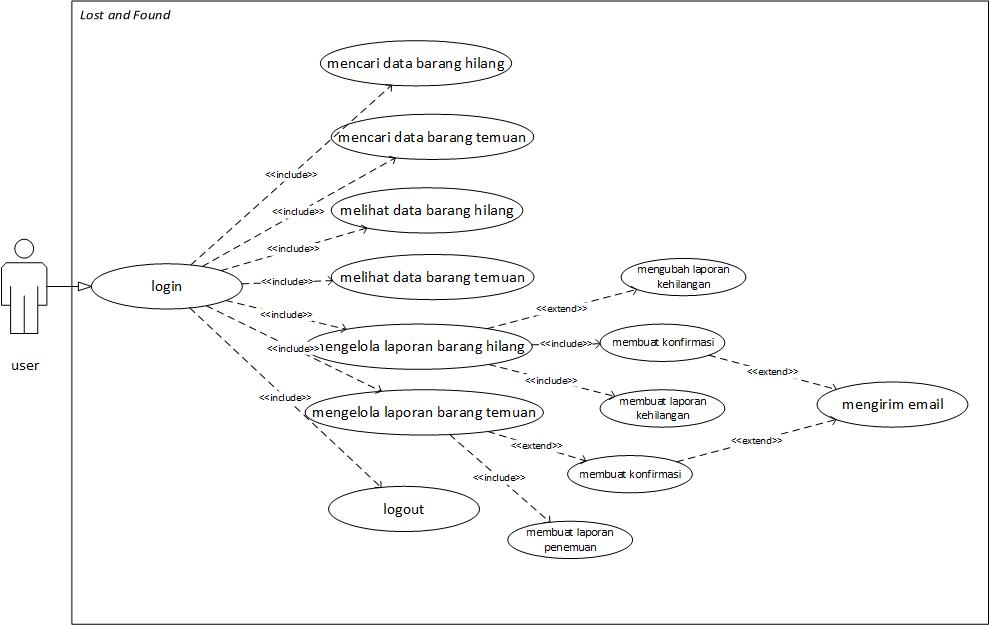 Lost and Found
mencari data barang hilang
mencari data barang temuan
<<include>>
<<include>>
melihat data barang hilang
<<include>>
melihat data barang temuan
<<include>>
login
user
mengubah laporan
kehilangan
<<extend>>
<<include>>
mengelola laporan barang hilang
<<include>>
membuat konfirmasi
<<include>>
<<extend>>
<<include>>
membuat laporan
kehilangan
mengirim email
<<include>>
mengelola laporan barang temuan
<<extend>>
<<extend>>
membuat konfirmasi
<<include>>
logout
membuat laporan
penemuan